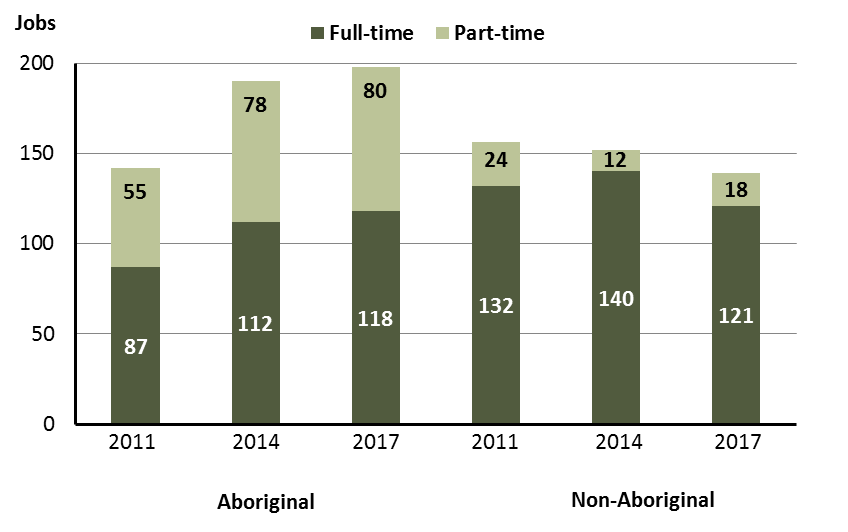 Jobs
Full-time Part-time
200
78 80
55 24 12
150
18
100
132 140
112 118 121
87
50
0
2011 2014 2017 2011 2014 2017
Aboriginal Non-Aboriginal